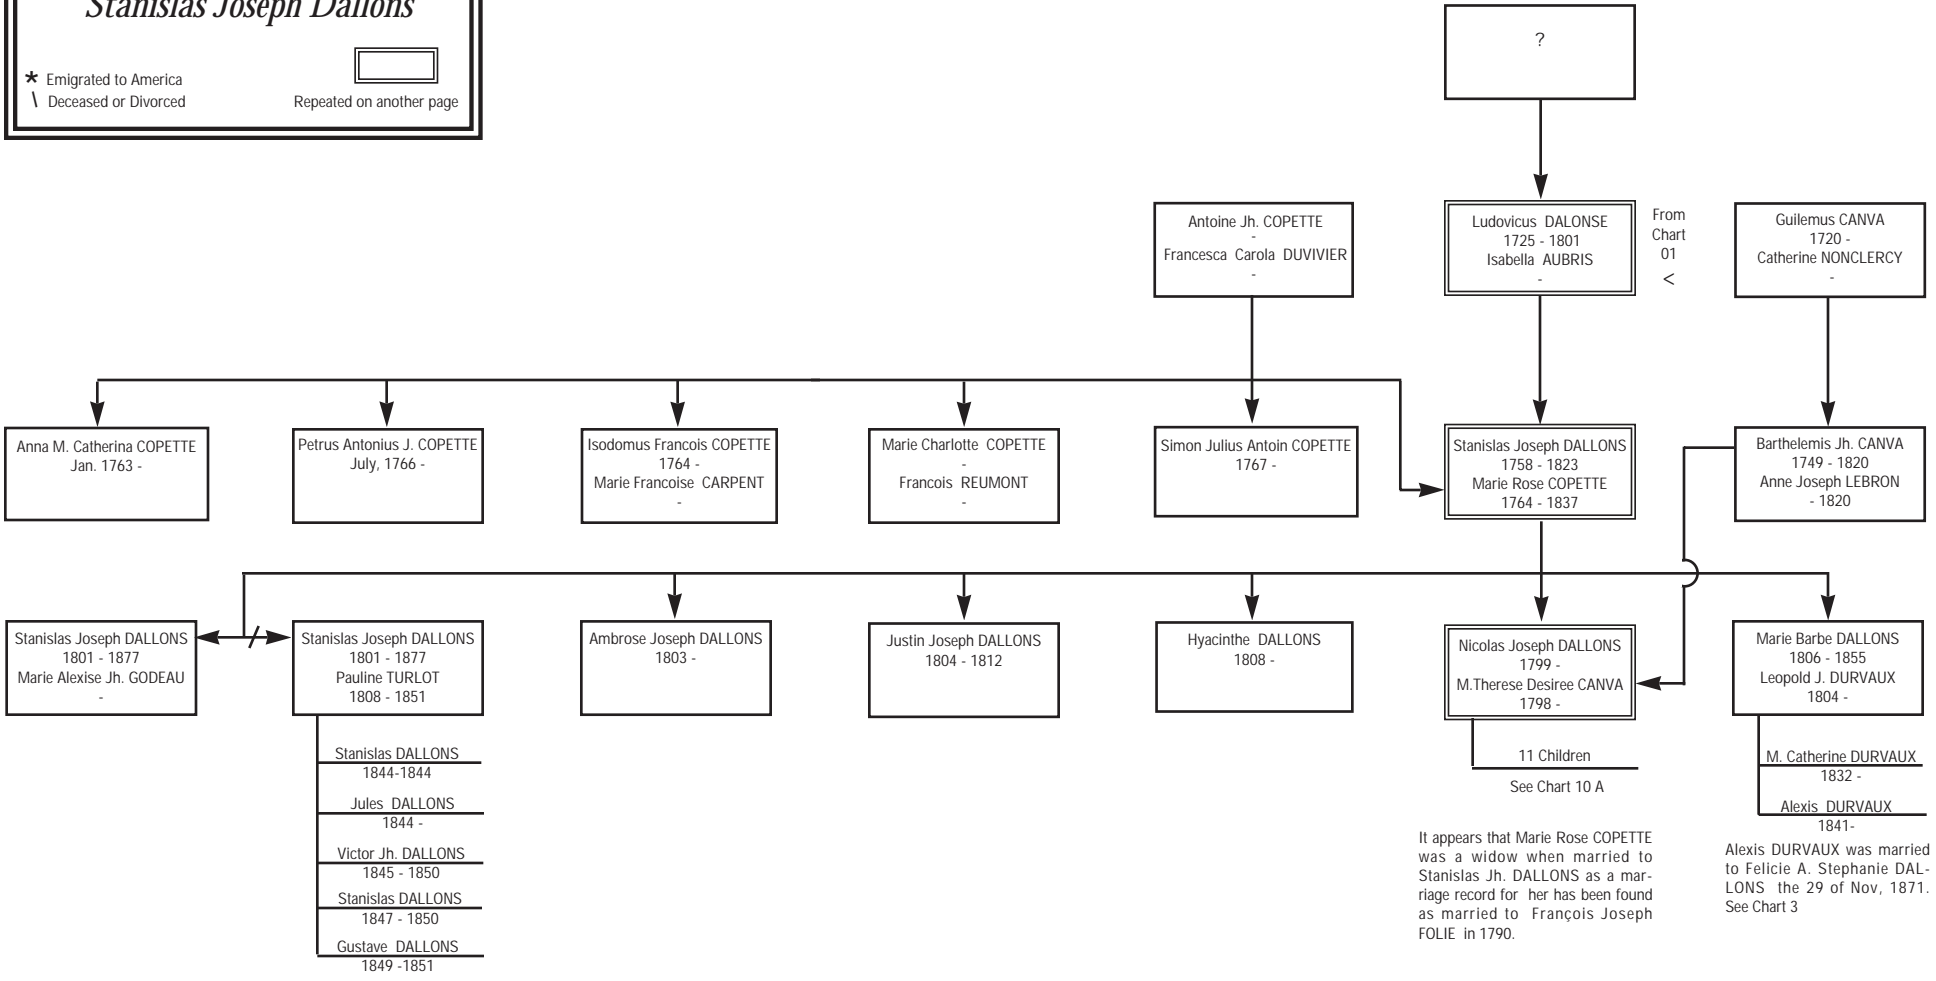 Stanislas Joseph Dallons
* Emigrated to America
\ Deceased or Divorced
Repeated on another page
?
Antoine Jh. COPETTE
-
Francesca Carola DUVIVIER
-
Ludovicus DALONSE
1725 - 1801
Isabella AUBRIS
-
From
Chart
01
<
Guilemus CANVA
1720 -
Catherine NONCLERCY
-
Anna M. Catherina COPETTE
Jan. 1763 -
Petrus Antonius J. COPETTE
July, 1766 -
Isodomus Francois COPETTE
1764 -
Marie Francoise CARPENT
-
Marie Charlotte COPETTE
-
Francois REUMONT
-
Simon Julius Antoin COPETTE
1767 -
Stanislas Joseph DALLONS
1758 - 1823
Marie Rose COPETTE
1764 - 1837
Barthelemis Jh. CANVA
1749 - 1820
Anne Joseph LEBRON
- 1820
Stanislas Joseph DALLONS
1801 - 1877
Marie Alexise Jh. GODEAU
-
Stanislas Joseph DALLONS
1801 - 1877
Pauline TURLOT
1808 - 1851
Ambrose Joseph DALLONS
1803 -
Justin Joseph DALLONS
1804 - 1812
Hyacinthe DALLONS
1808 -
Nicolas Joseph DALLONS
1799 -
M.Therese Desiree CANVA
1798 -
Marie Barbe DALLONS
1806 - 1855
Leopold J. DURVAUX
1804 -
Stanislas DALLONS
1844-1844
Jules DALLONS
1844 -
Victor Jh. DALLONS
1845 - 1850
Stanislas DALLONS
1847 - 1850
Gustave DALLONS
1849 -1851
11 Children
See Chart 10 A
It appears that Marie Rose COPETTE
was a widow when married to
Stanislas Jh. DALLONS as a mar-
riage record for her has been found
as married to François Joseph
FOLIE in 1790.
M. Catherine DURVAUX
1832 -
Alexis DURVAUX
1841-
Alexis DURVAUX was married
to Felicie A. Stephanie DAL-
LONS the 29 of Nov, 1871.
See Chart 3